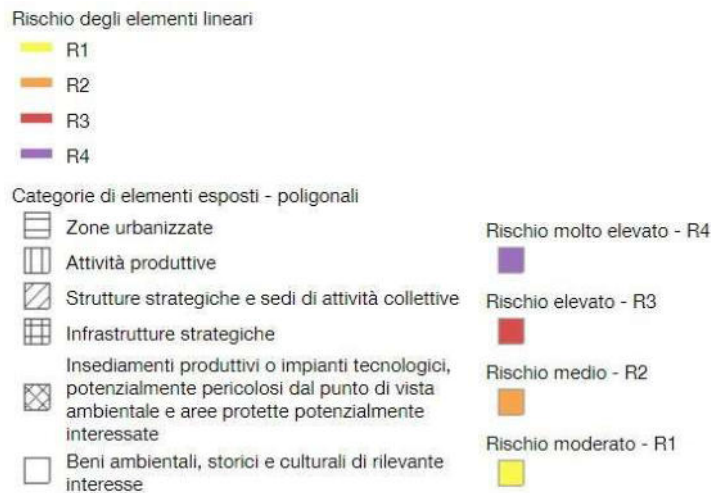 Rischio degli elementi lineari
R1
R2
R3
R4
Categorie di elementi esposti - poligonali
Zone urbanizzate
Attività produttive
Strutture strategiche e sedi di attività collettive
Infrastrutture strategiche
Insediamenti produttivi o impianti tecnologici,
potenzialmente pericolosi dal punto di vista
ambientale e aree protette potenzialmente
interessate
Beni ambientali, storici e culturali di rilevante
interesse
Rischio molto elevato - R4
Rischio elevato - R3
Rischio medio - R2
Rischio moderato - R1